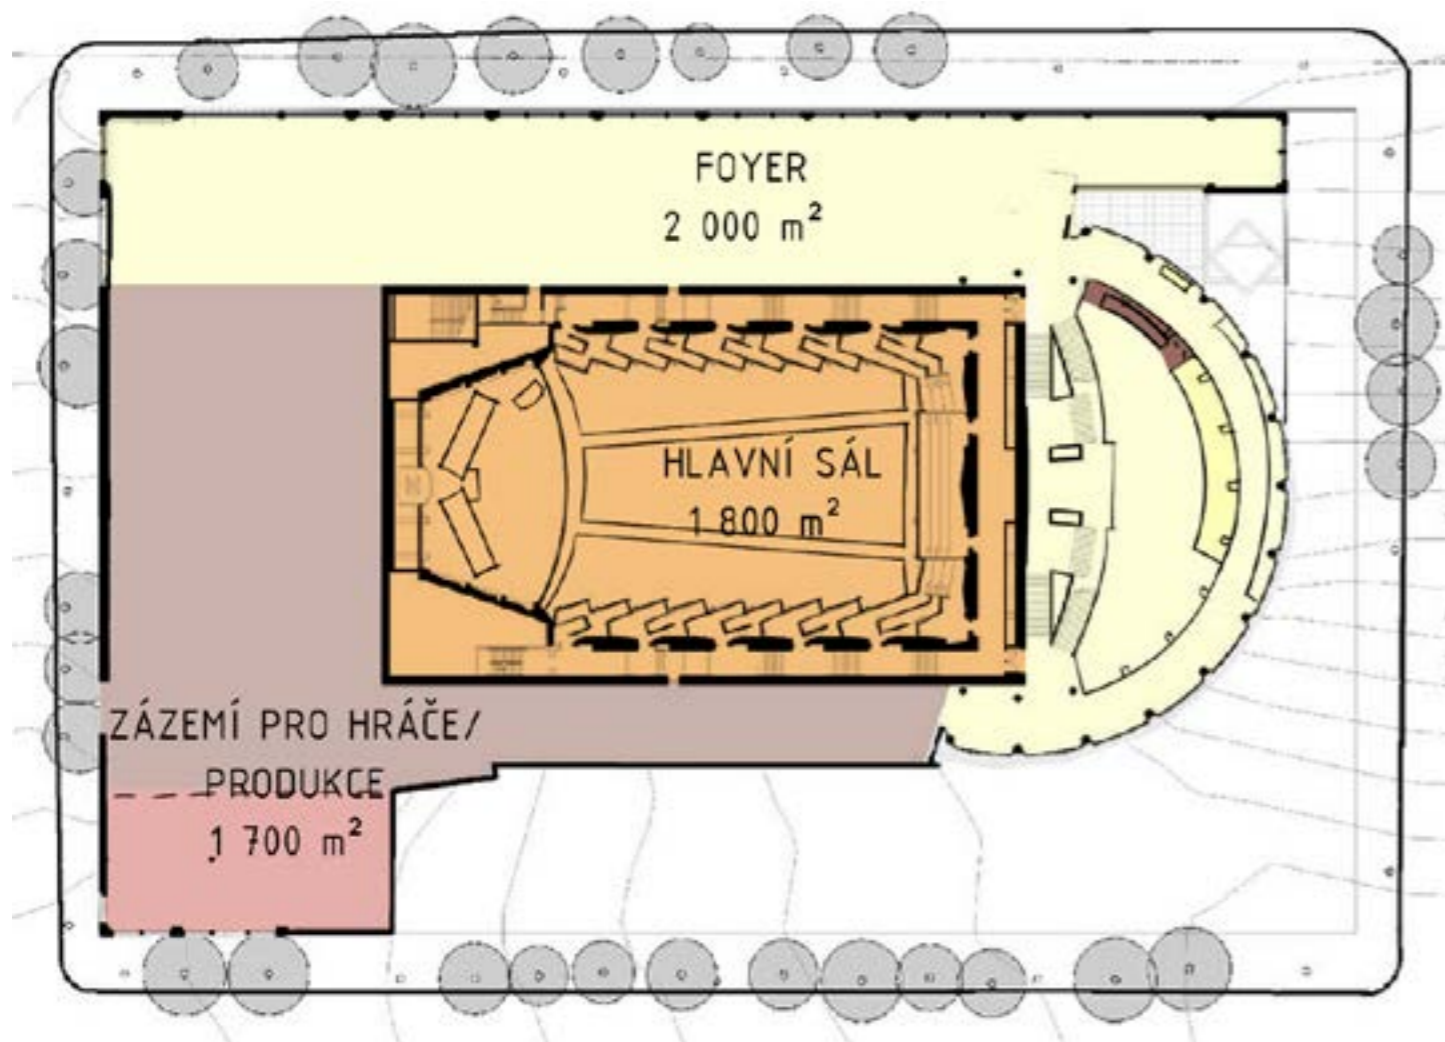 FOYER
2 000 m²
HLAVNÍ SÁL
1 800 m²
ZÁZEMÍ PRO HRÁČE/
PRODUKCE
1 700 m²